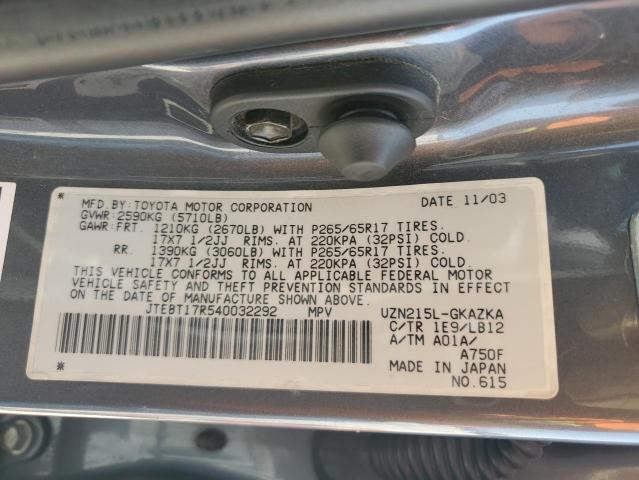 MFD.BY:TOYOTA MOTOR CORPORATION DATE 11/03
GVWR:2590KG (5710LB)
GAWR:FRT. 1210KG (2670LB) WITH P265/65R17 TIRES.
17X7 1/2JJ RIMS. AT 220KPA (32PSI) COLD.
RR. 1390KG (3060LB) WITH P265/65R17 TIRES.
17X7 1/2JJ RIMS. AT 220KPA (32PSI) COLD.
THIS VEHICLE CONFORMS TO ALL APPLICABLE FEDERAL MOTOR
VEHICLE SAFETY AND THEFT PREVENTION STANDARDS IN EFFECT
ON THE DATE OF MANUFACTURE SHOWN ABOVE.
*JTEBT17R540032292* MPV UZN215L-GKAZKA
C/TR 1E9/LB12
A/TM A01A/
A750F
MADE IN JAPAN
NO.615